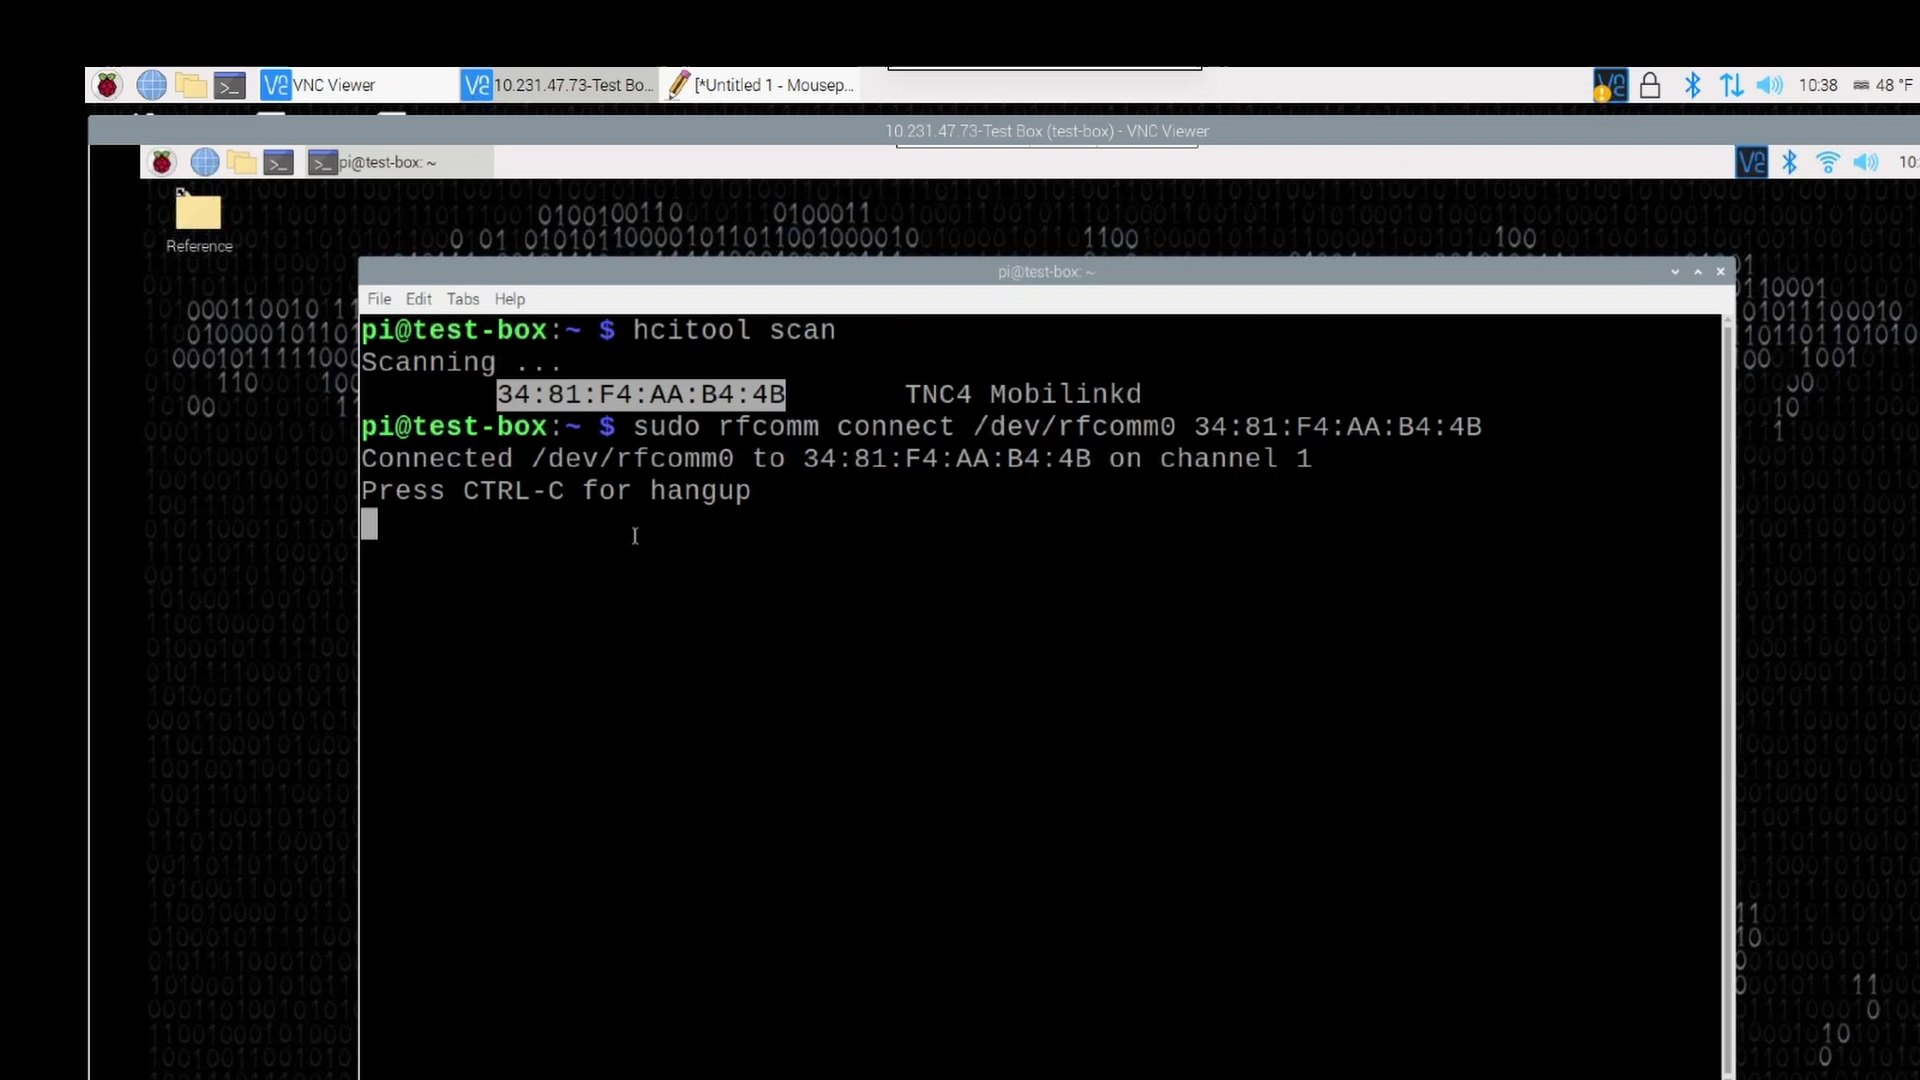 VNC Viewer
10.231.47.73-Test Bo...
[*Untitled 1 - Mousep...
10:38
48 °F
10.231.47.73-Test Box (test-box) - VNC Viewer
pi@test-box: ~
10:
Reference
pi@test-box: ~
File Edit Tabs Help
pi@test-box:~ $ hcitool scan
Scanning ...
34:81:F4:AA:B4:4B TNC4 Mobilinkd
pi@test-box:~ $ sudo rfcomm connect /dev/rfcomm0 34:81:F4:AA:B4:4B
Connected /dev/rfcomm0 to 34:81:F4:AA:B4:4B on channel 1
Press CTRL-C for hangup